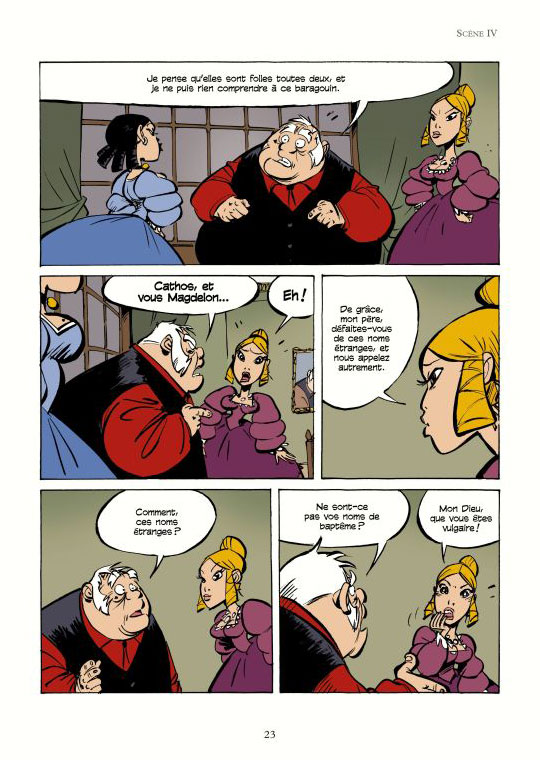 SCÈNE IV
Je pense qu'elles sont folles toutes deux, et
je ne puis rien comprendre à ce baragouin.
Cathos, et
vous Magdelon...
Eh !
De grâce,
mon père,
défaites-vous
de ces noms
étranges, et
nous appelez
autrement.
Comment,
ces noms
étranges ?
Ne sont-ce
pas vos noms de
baptême ?
Mon Dieu,
que vous êtes
vulgaire !
23